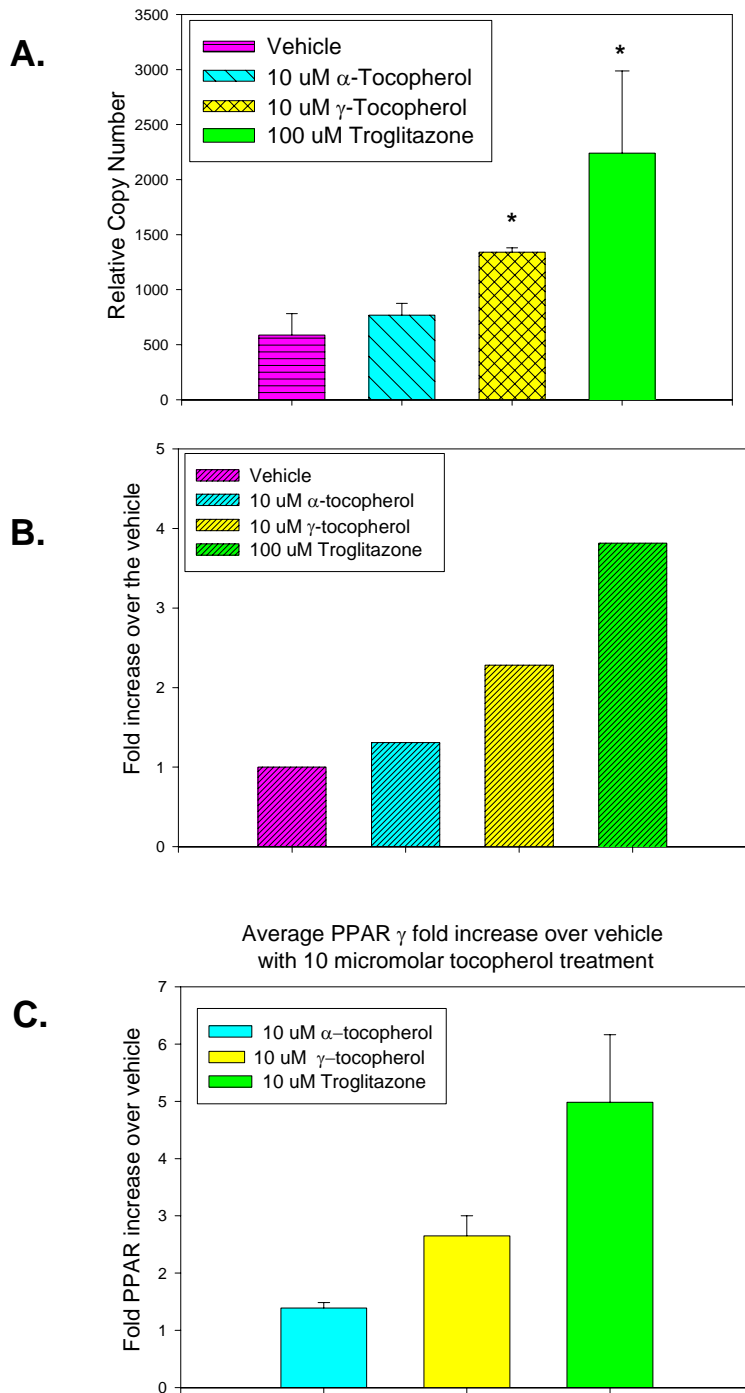 A.
Relative Copy Number
3500
3000
2500
2000
1500
1000
500
0
Vehicle
10 uM α-Tocopherol
10 uM γ-Tocopherol
100 uM Troglitazone
*
*
B.
Fold increase over the vehicle
5
4
3
2
1
0
Vehicle
10 uM α-tocopherol
10 uM γ-tocopherol
100 uM Troglitazone
Average PPAR γ fold increase over vehicle
with 10 micromolar tocopherol treatment
C.
Fold PPAR increase over vehicle
7
6
5
4
3
2
1
0
10 uM α–tocopherol
10 uM γ–tocopherol
10 uM Troglitazone